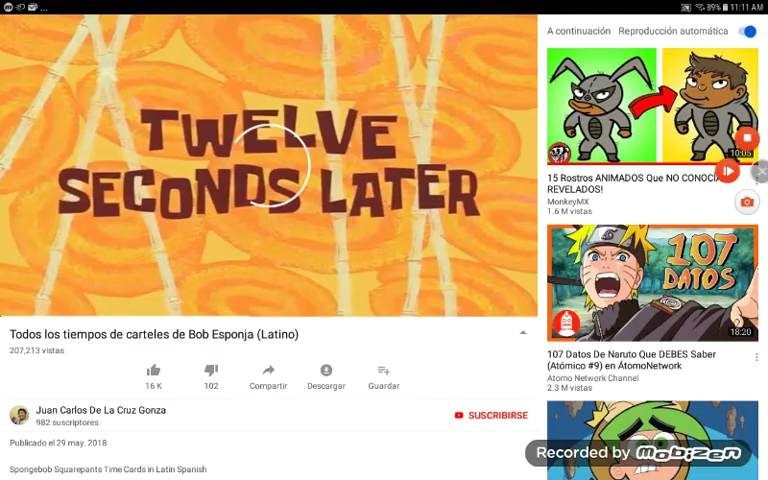 89% 11:11 AM
TWELVE
SECONDS LATER
A continuación Reproducción automática
10:05
15 Rostros ANIMADOS Que NO
REVELADOS!
MonkeyMX
1.6 M vistas
107
DATOS
18:20
107 Datos De Naruto Que DEBES Saber
(Atómico #9) en ÁtomoNetwork
Atomo Network Channel
2.3 M vistas
Todos los tiempos de carteles de Bob Esponja (Latino)
207,213 vistas
16 K 102 Compartir Descargar Guardar
Juan Carlos De La Cruz Gonza
982 suscriptores
SUSCRIBIRSE
Publicado el 29 may. 2018
Spongebob Squarepants Time Cards in Latin Spanish
Recorded by mobizen